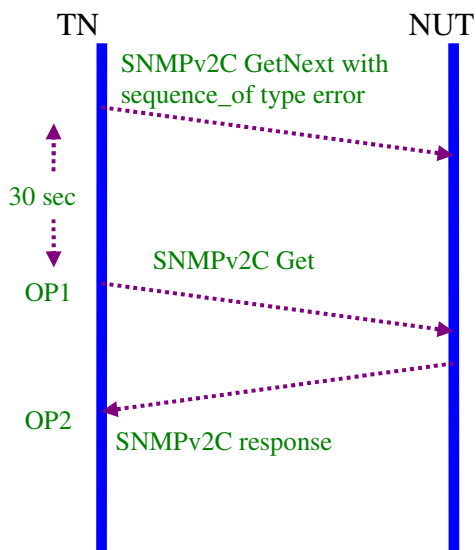 TN
NUT
SNMPv2C GetNext with
sequence_of type error
30 sec
SNMPv2C Get
OP1
OP2
SNMPv2C response